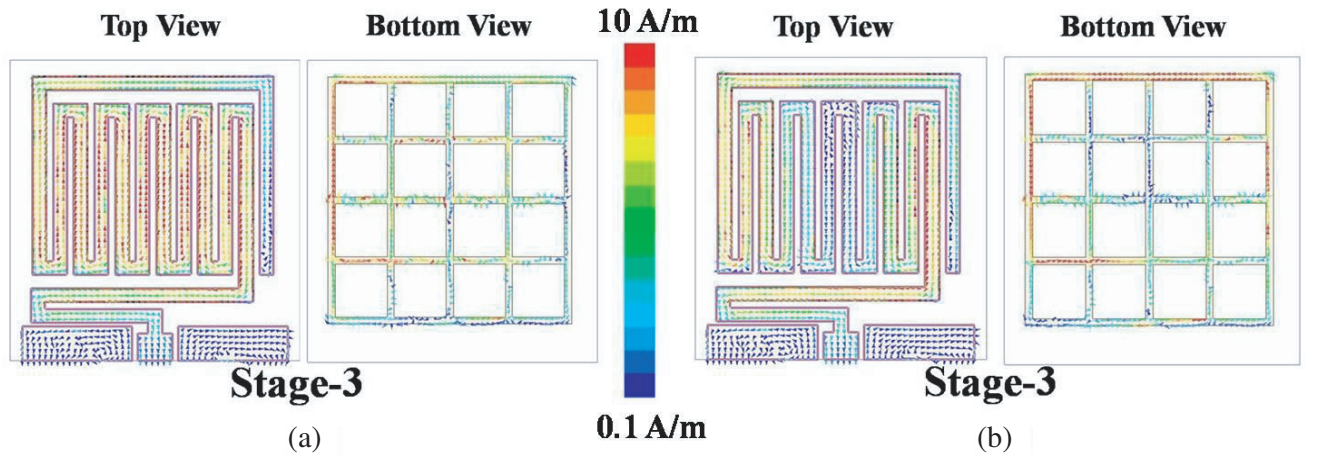 Top View
Bottom View
10 A/m
Top View
Bottom View
Stage-3
0.1 A/m
Stage-3
(a)
(b)